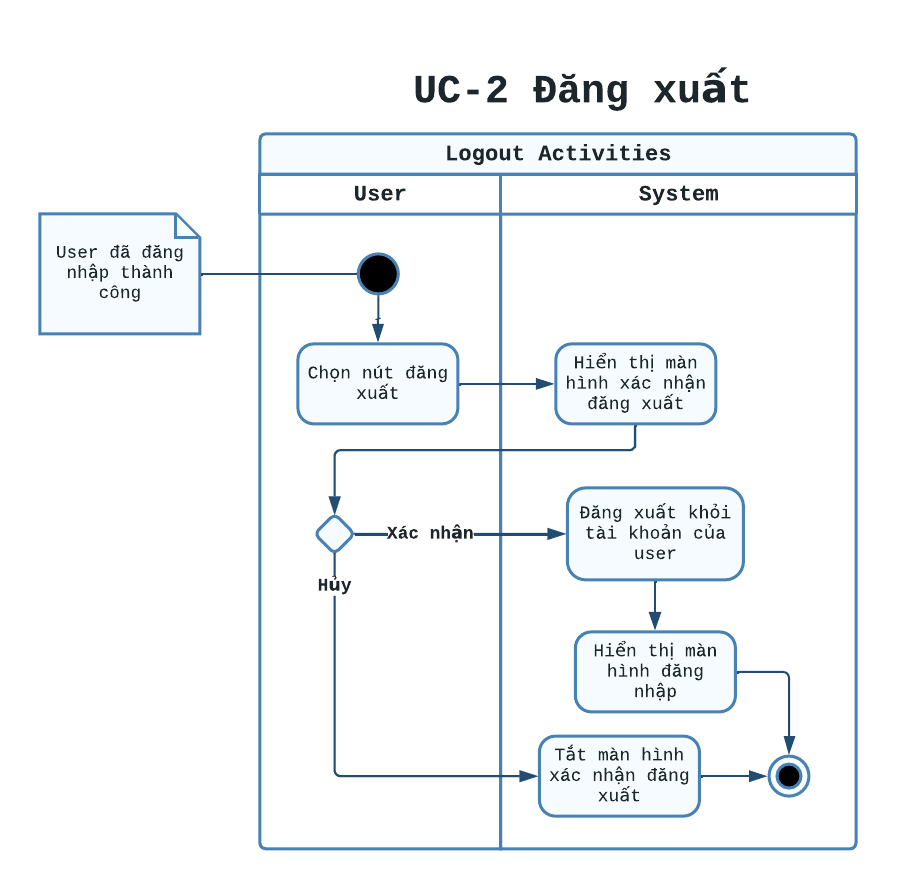 UC-2 Đăng xuất
Logout Activities
User
System
User đã đăng
nhập thành
công
Chọn nút đăng
xuất
Hiển thị màn
hình xác nhận
đăng xuất
Xác nhận
Đăng xuất khỏi
tài khoản của
user
Hủy
Hiển thị màn
hình đăng
nhập
Tắt màn hình
xác nhận đăng
xuất